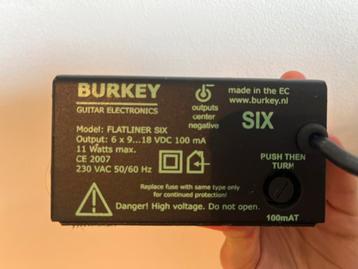 BURKEY
GUITAR ELECTRONICS
Model: FLATLINER SIX
Output: 6 x 9...18 VDC 100 mA
11 Watts max.
CE 2007
230 VAC 50/60 Hz
outputs
center
negative
made in the EC
www.burkey.nl
SIX
PUSH THEN
TURN
Replace fuse with same type only
for continued protection!
Danger! High voltage. Do not open.
100mAT